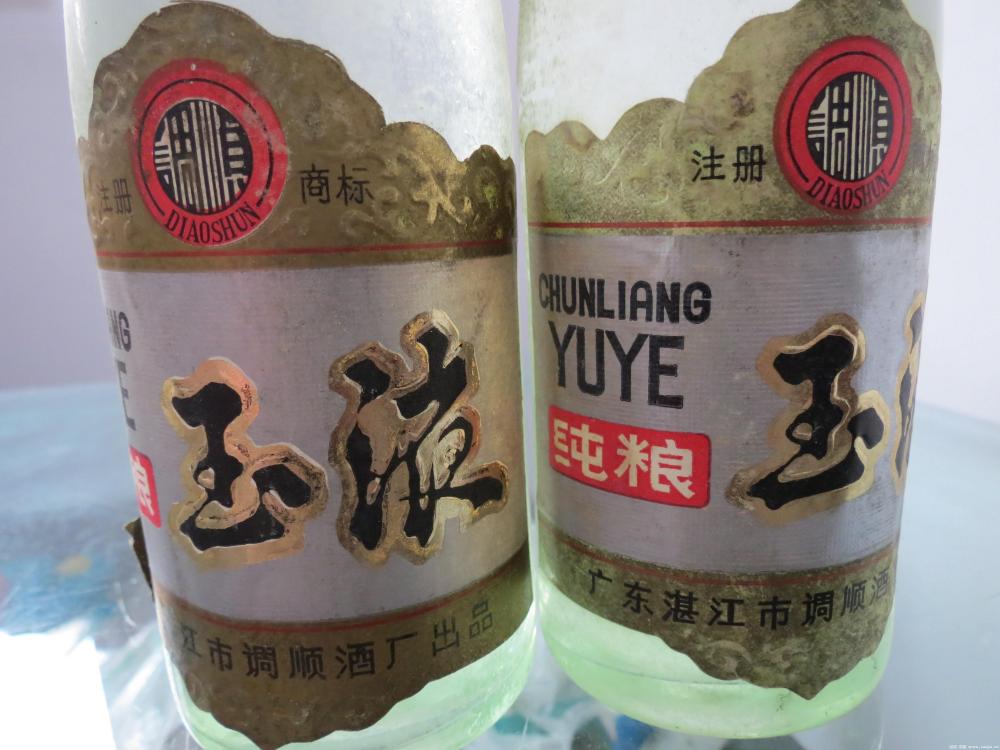 注册 商标
DIAOSHUN
NG
E
粮
玉液
江市调顺酒厂出品
注册
DIAOSHUN
CHUNLIANG
YUYE
纯粮
玉
广东湛江市调顺酒